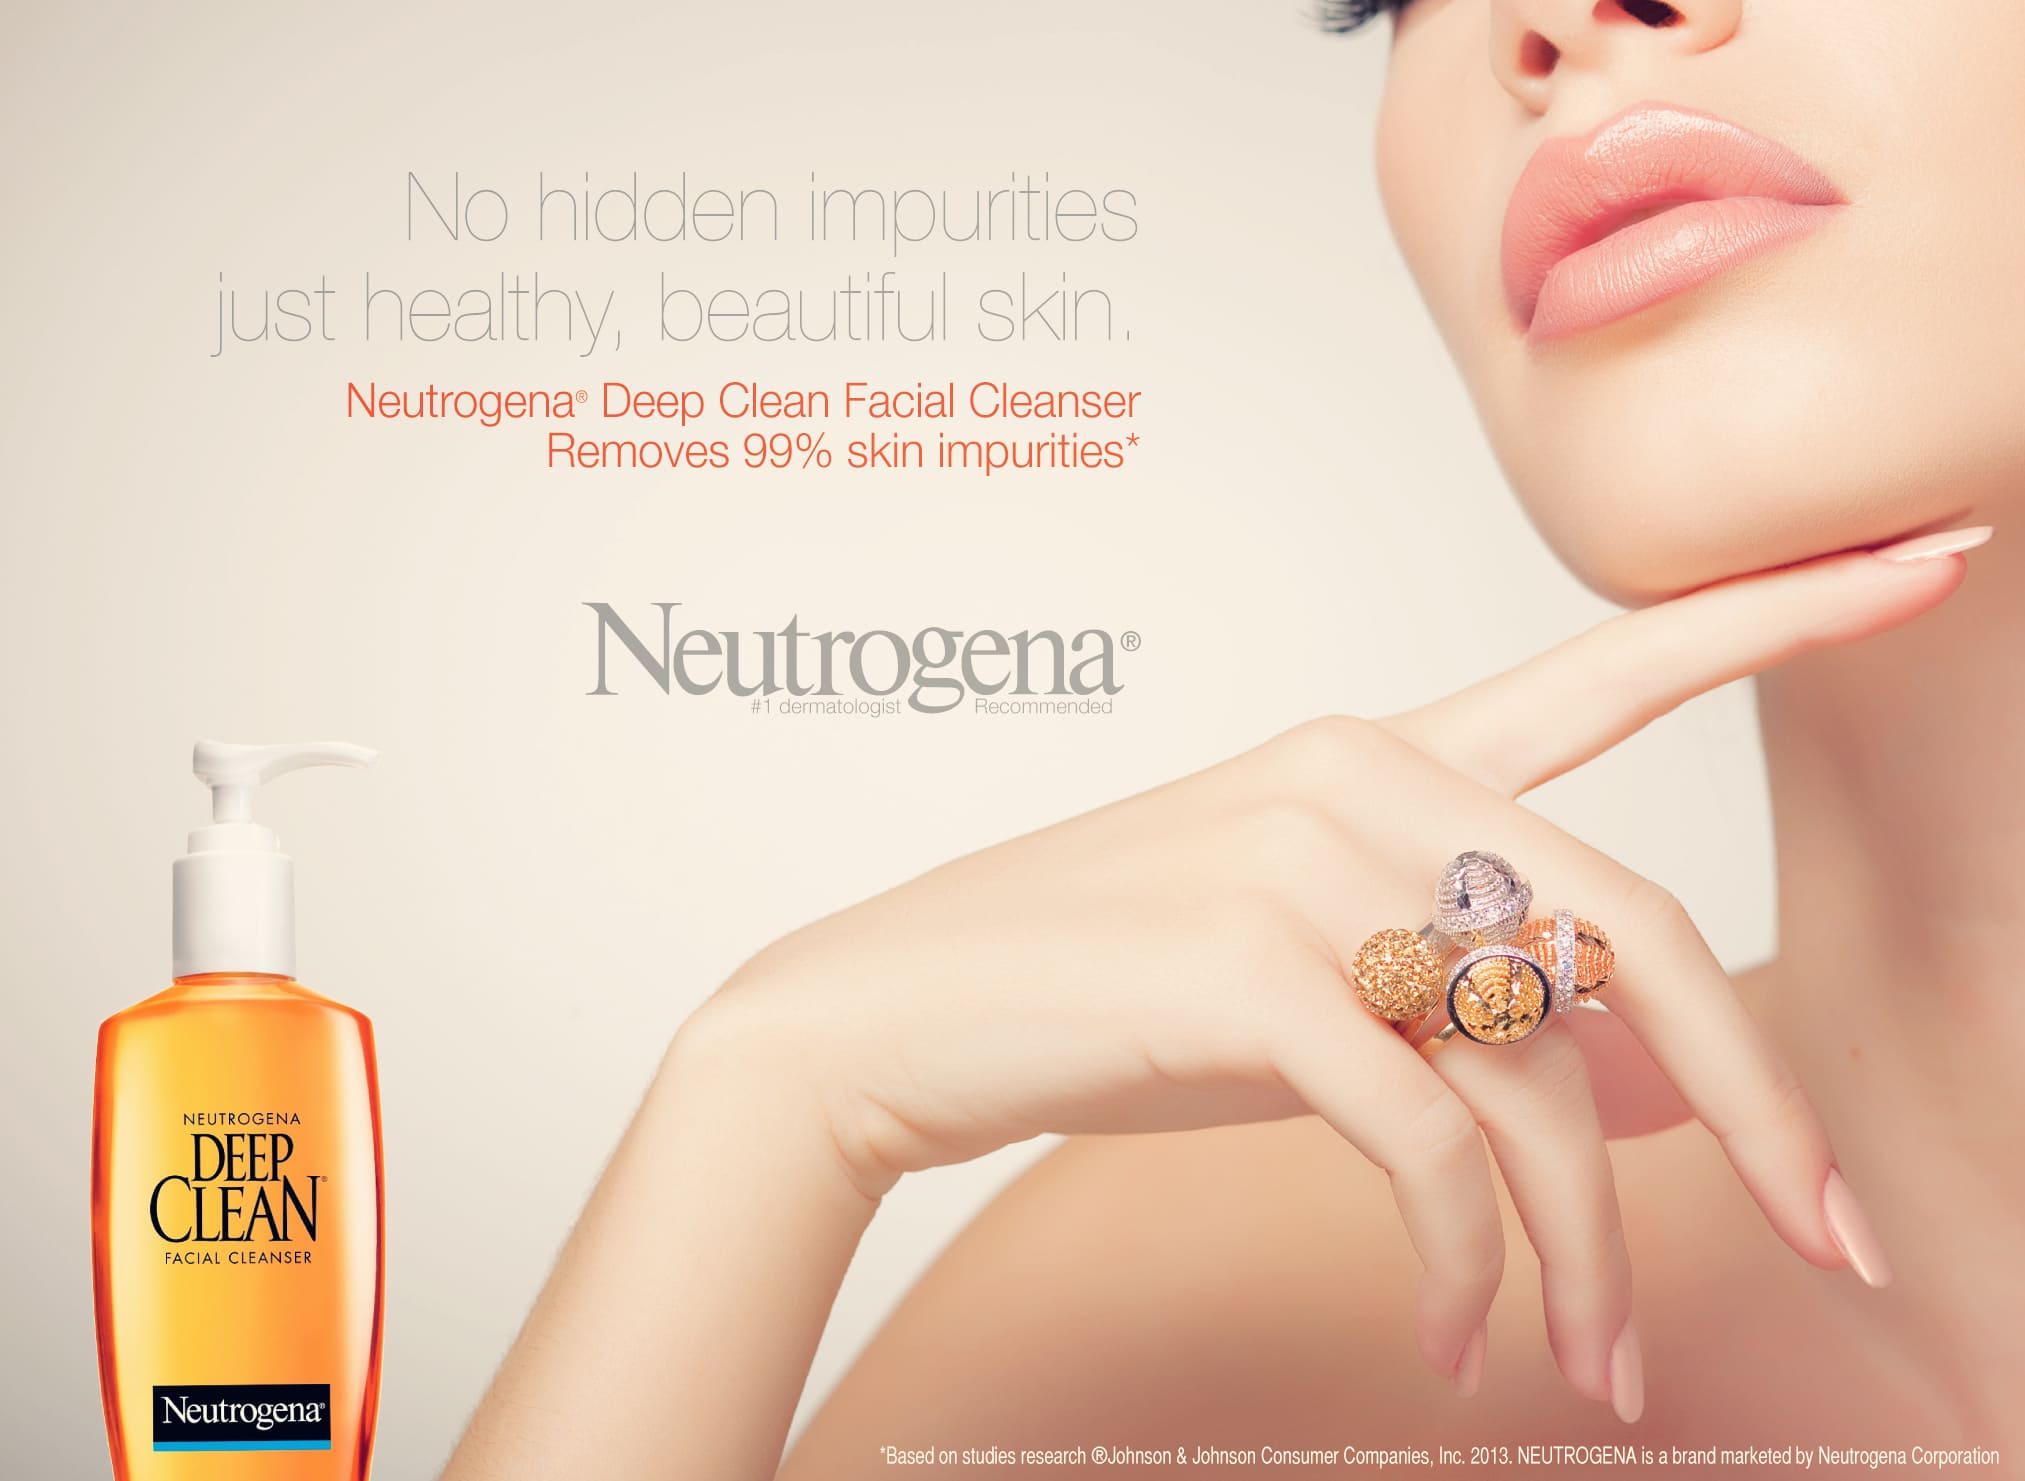 No hidden impurities
just healthy, beautiful skin.
Neutrogena® Deep Clean Facial Cleanser
Removes 99% skin impurities*
Neutrogena®
#1 dermatologist Recommended
NEUTROGENA
DEEP
CLEAN®
FACIAL CLEANSER
Neutrogena®
*Based on studies research ®Johnson & Johnson Consumer Companies, Inc. 2013. NEUTROGENA is a brand marketed by Neutrogena Corporation